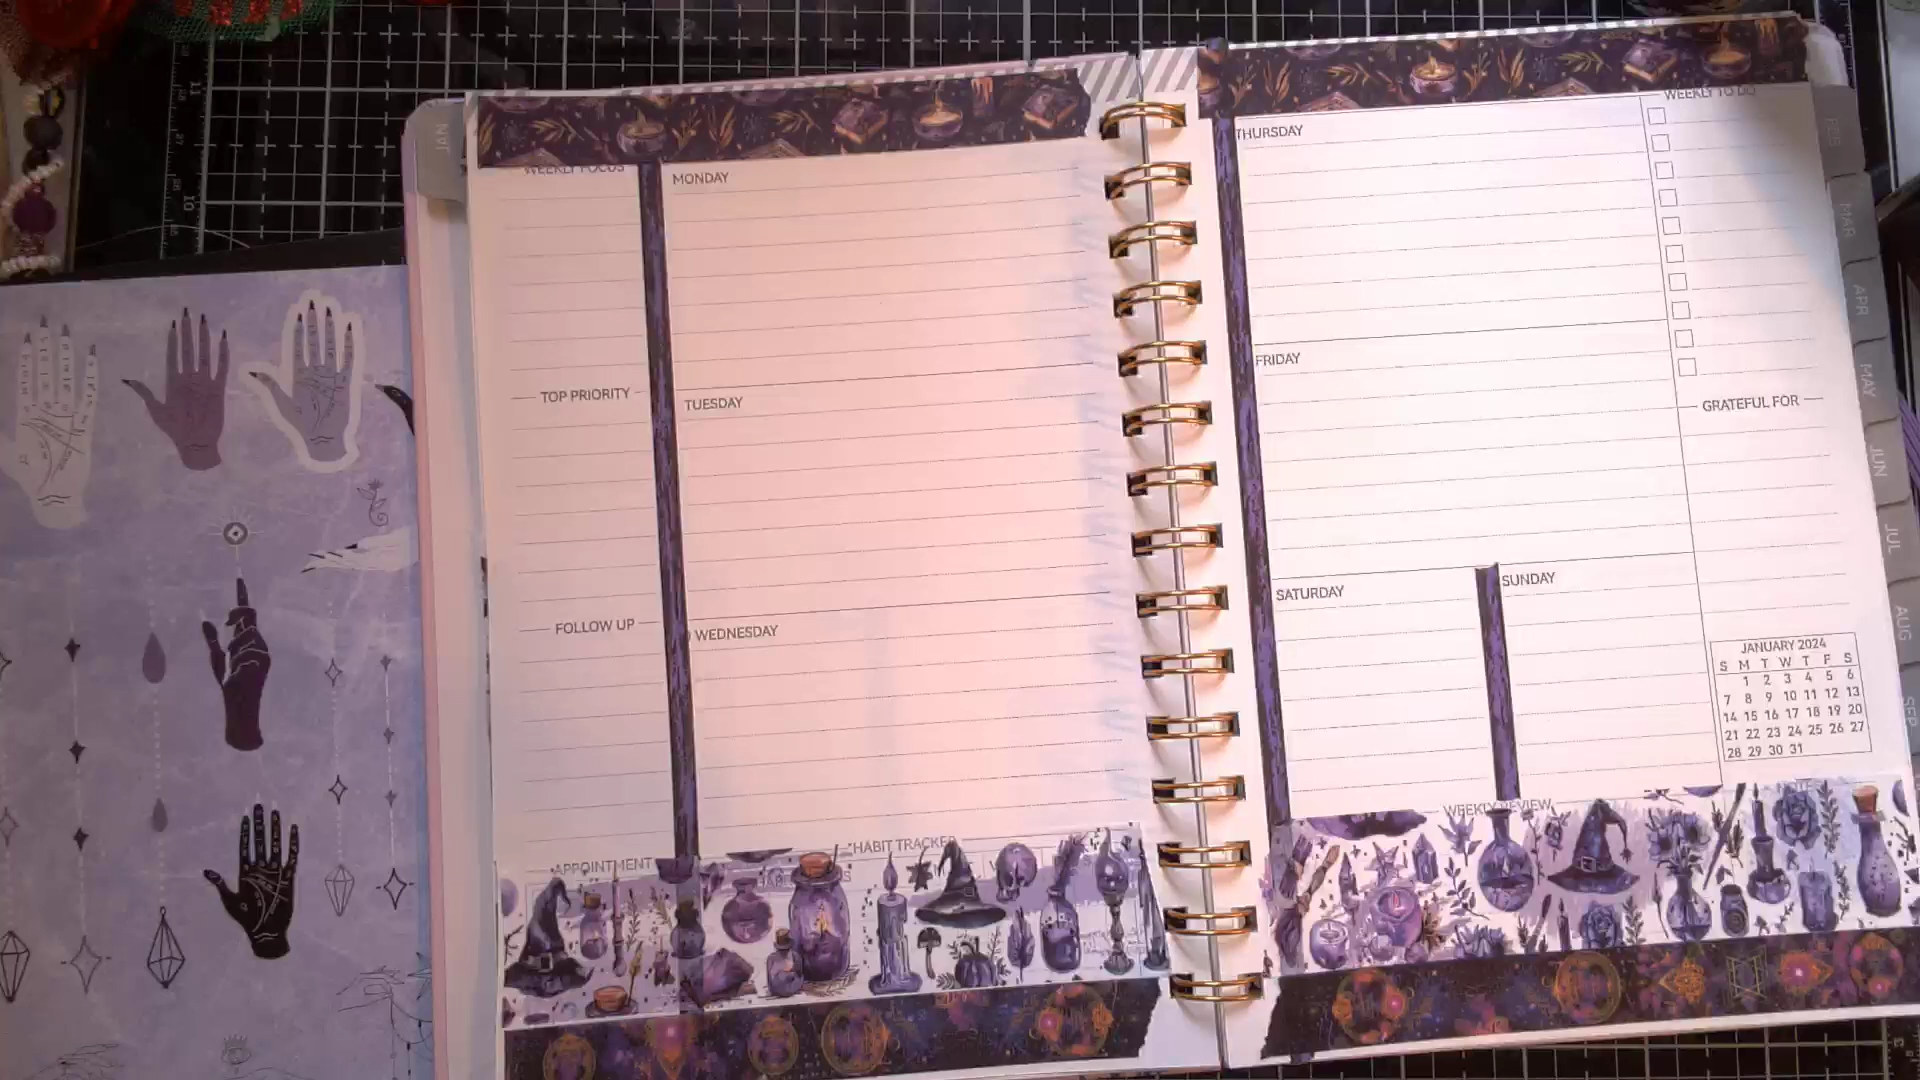 JAN
WEEKLY FOCUS
MONDAY
TOP PRIORITY
TUESDAY
FOLLOW UP
WEDNESDAY
APPOINTMENT
HABIT TRACKER
THURSDAY
FRIDAY
SATURDAY
SUNDAY
WEEKLY REVIEW
WEEKLY TO DO
GRATEFUL FOR
JANUARY 2024
S M T W T F S
1 2 3 4 5 6
7 8 9 10 11 12 13
14 15 16 17 18 19 20
21 22 23 24 25 26 27
28 29 30 31
NOTES
FEB
MAR
APR
MAY
JUN
JUL
AUG
SEP
11
10